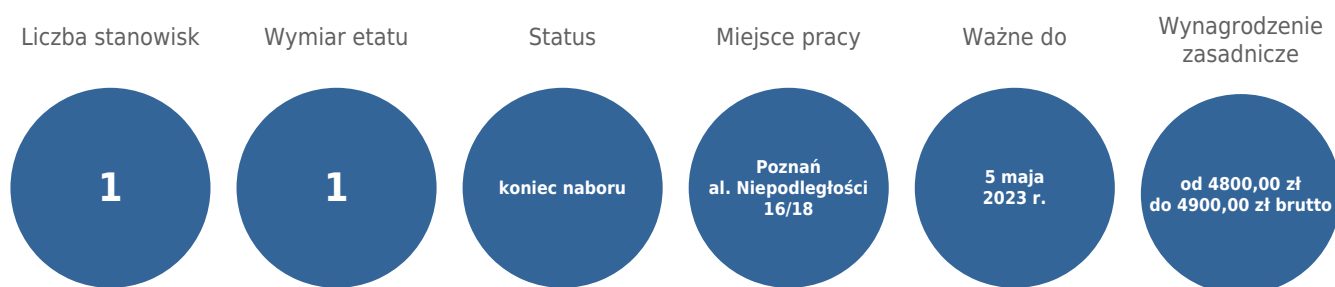 Liczba stanowisk
1
Wymiar etatu
1
Status
koniec naboru
Miejsce pracy
Poznań
al. Niepodległości
16/18
Ważne do
5 maja
2023 r.
Wynagrodzenie
zasadnicze
od 4800,00 zł
do 4900,00 zł brutto